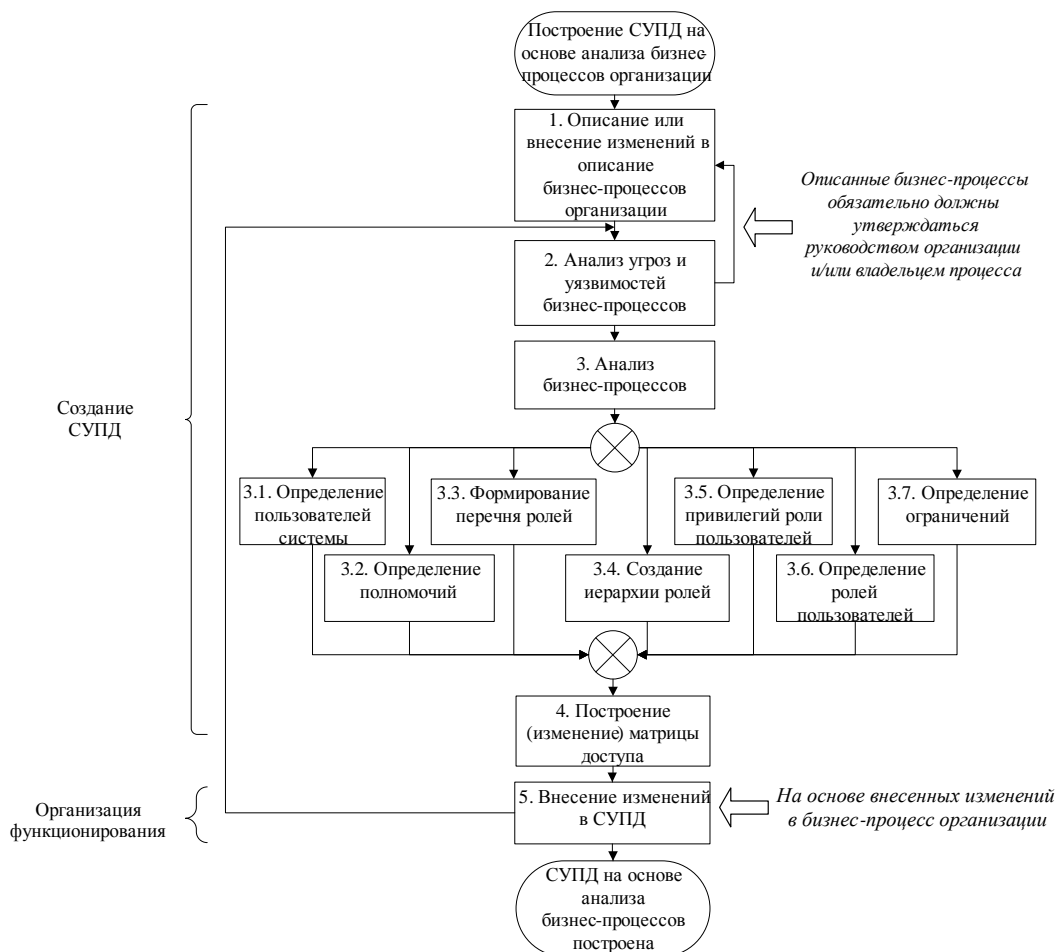 Построение СУПД на
основе анализа бизнес-
процессов организации
1. Описание или
внесение изменений в
описание
бизнес-процессов
организации
Описанные бизнес-процессы
обязательно должны
утверждаться
руководством организации
и/или владельцем процесса
2. Анализ угроз и
уязвимостей
бизнес-процессов
3. Анализ
бизнес-процессов
Создание
СУПД
3.1. Определение
пользователей
системы
3.2. Определение
полномочий
3.3. Формирование
перечня ролей
3.4. Создание
иерархии ролей
3.5. Определение
привилегий роли
пользователей
3.6. Определение
ролей
пользователей
3.7. Определение
ограничений
4. Построение
(изменение) матрицы
доступа
Организация
функционирования
5. Внесение изменений
в СУПД
На основе внесенных изменений
в бизнес-процесс организации
СУПД на основе
анализа
бизнес-процессов
построена